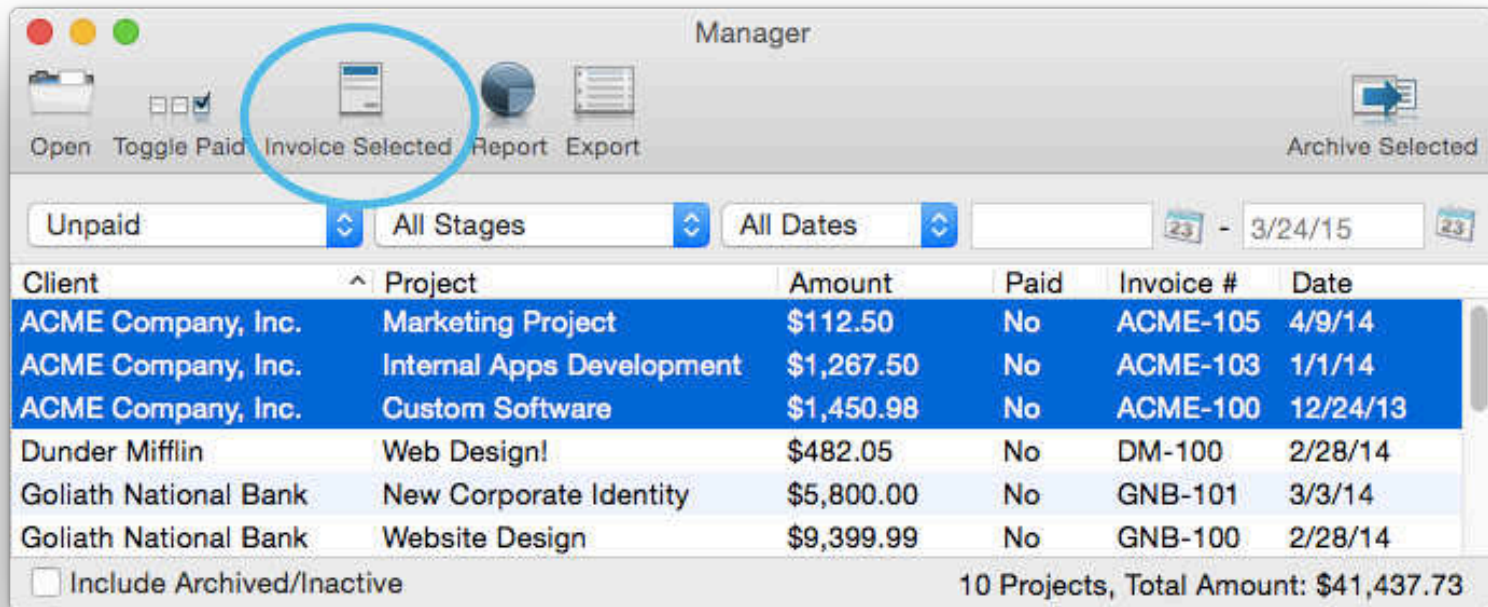 Manager
Open Toggle Paid Invoice Selected Report Export Archive Selected
Unpaid All Stages All Dates 23 - 3/24/15 23
Client Project Amount Paid Invoice # Date
ACME Company, Inc. Marketing Project $112.50 No ACME-105 4/9/14
ACME Company, Inc. Internal Apps Development $1,267.50 No ACME-103 1/1/14
ACME Company, Inc. Custom Software $1,450.98 No ACME-100 12/24/13
Dunder Mifflin Web Design! $482.05 No DM-100 2/28/14
Goliath National Bank New Corporate Identity $5,800.00 No GNB-101 3/3/14
Goliath National Bank Website Design $9,399.99 No GNB-100 2/28/14
Include Archived/Inactive 10 Projects, Total Amount: $41,437.73